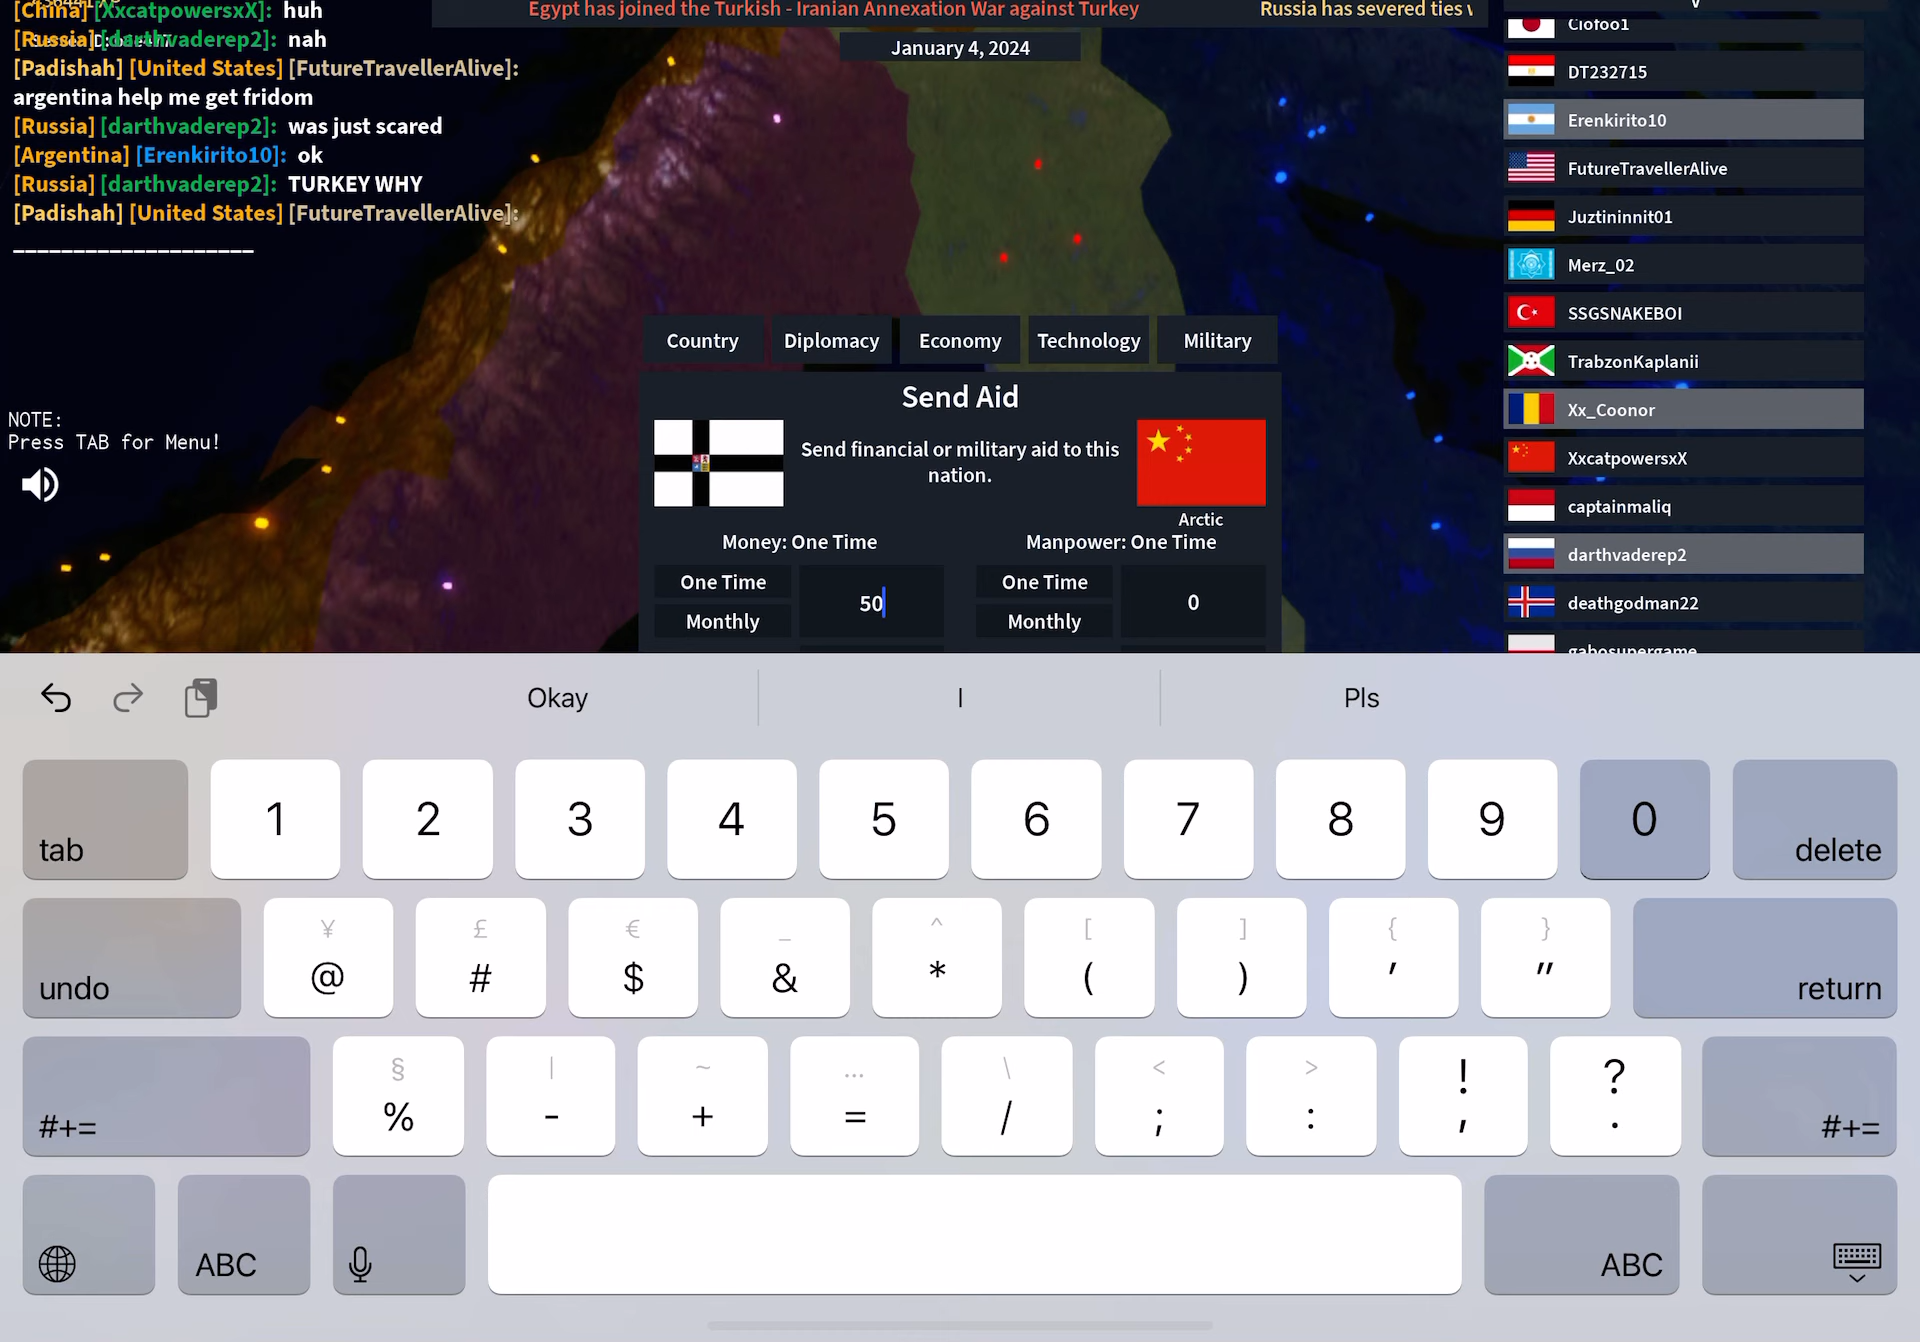 [China] [XxcatpowersxX]: huh
[Russia] [darthvaderep2]: nah
[Padishah] [United States] [FutureTravellerAlive]:
argentina help me get fridom
[Russia] [darthvaderep2]: was just scared
[Argentina] [Erenkirito10]: ok
[Russia] [darthvaderep2]: TURKEY WHY
[Padishah] [United States] [FutureTravellerAlive]:
____________________
NOTE:
Press TAB for Menu!
Egypt has joined the Turkish - Iranian Annexation War against Turkey
Russia has severed ties
January 4, 2024
Country
Diplomacy
Economy
Technology
Military
Send Aid
Send financial or military aid to this
nation.
Arctic
Money: One Time
Manpower: One Time
One Time
Monthly
50
One Time
Monthly
0
Ciofoo1
DT232715
Erenkirito10
FutureTravellerAlive
Juztininnit01
Merz_02
SSGSNAKEBOI
TrabzonKaplanii
Xx_Coonor
XxcatpowersxX
captainmaliq
darthvaderep2
deathgodman22
gabosupergame
Okay
I
Pls
tab
1
2
3
4
5
6
7
8
9
0
delete
undo
¥ @
£ #
€ $
_ &
^ *
[ (
] )
{ '
} "
return
#+=
§ %
| -
~ +
… =
\ /
< ;
> :
! ,
? .
#+=
ABC
ABC